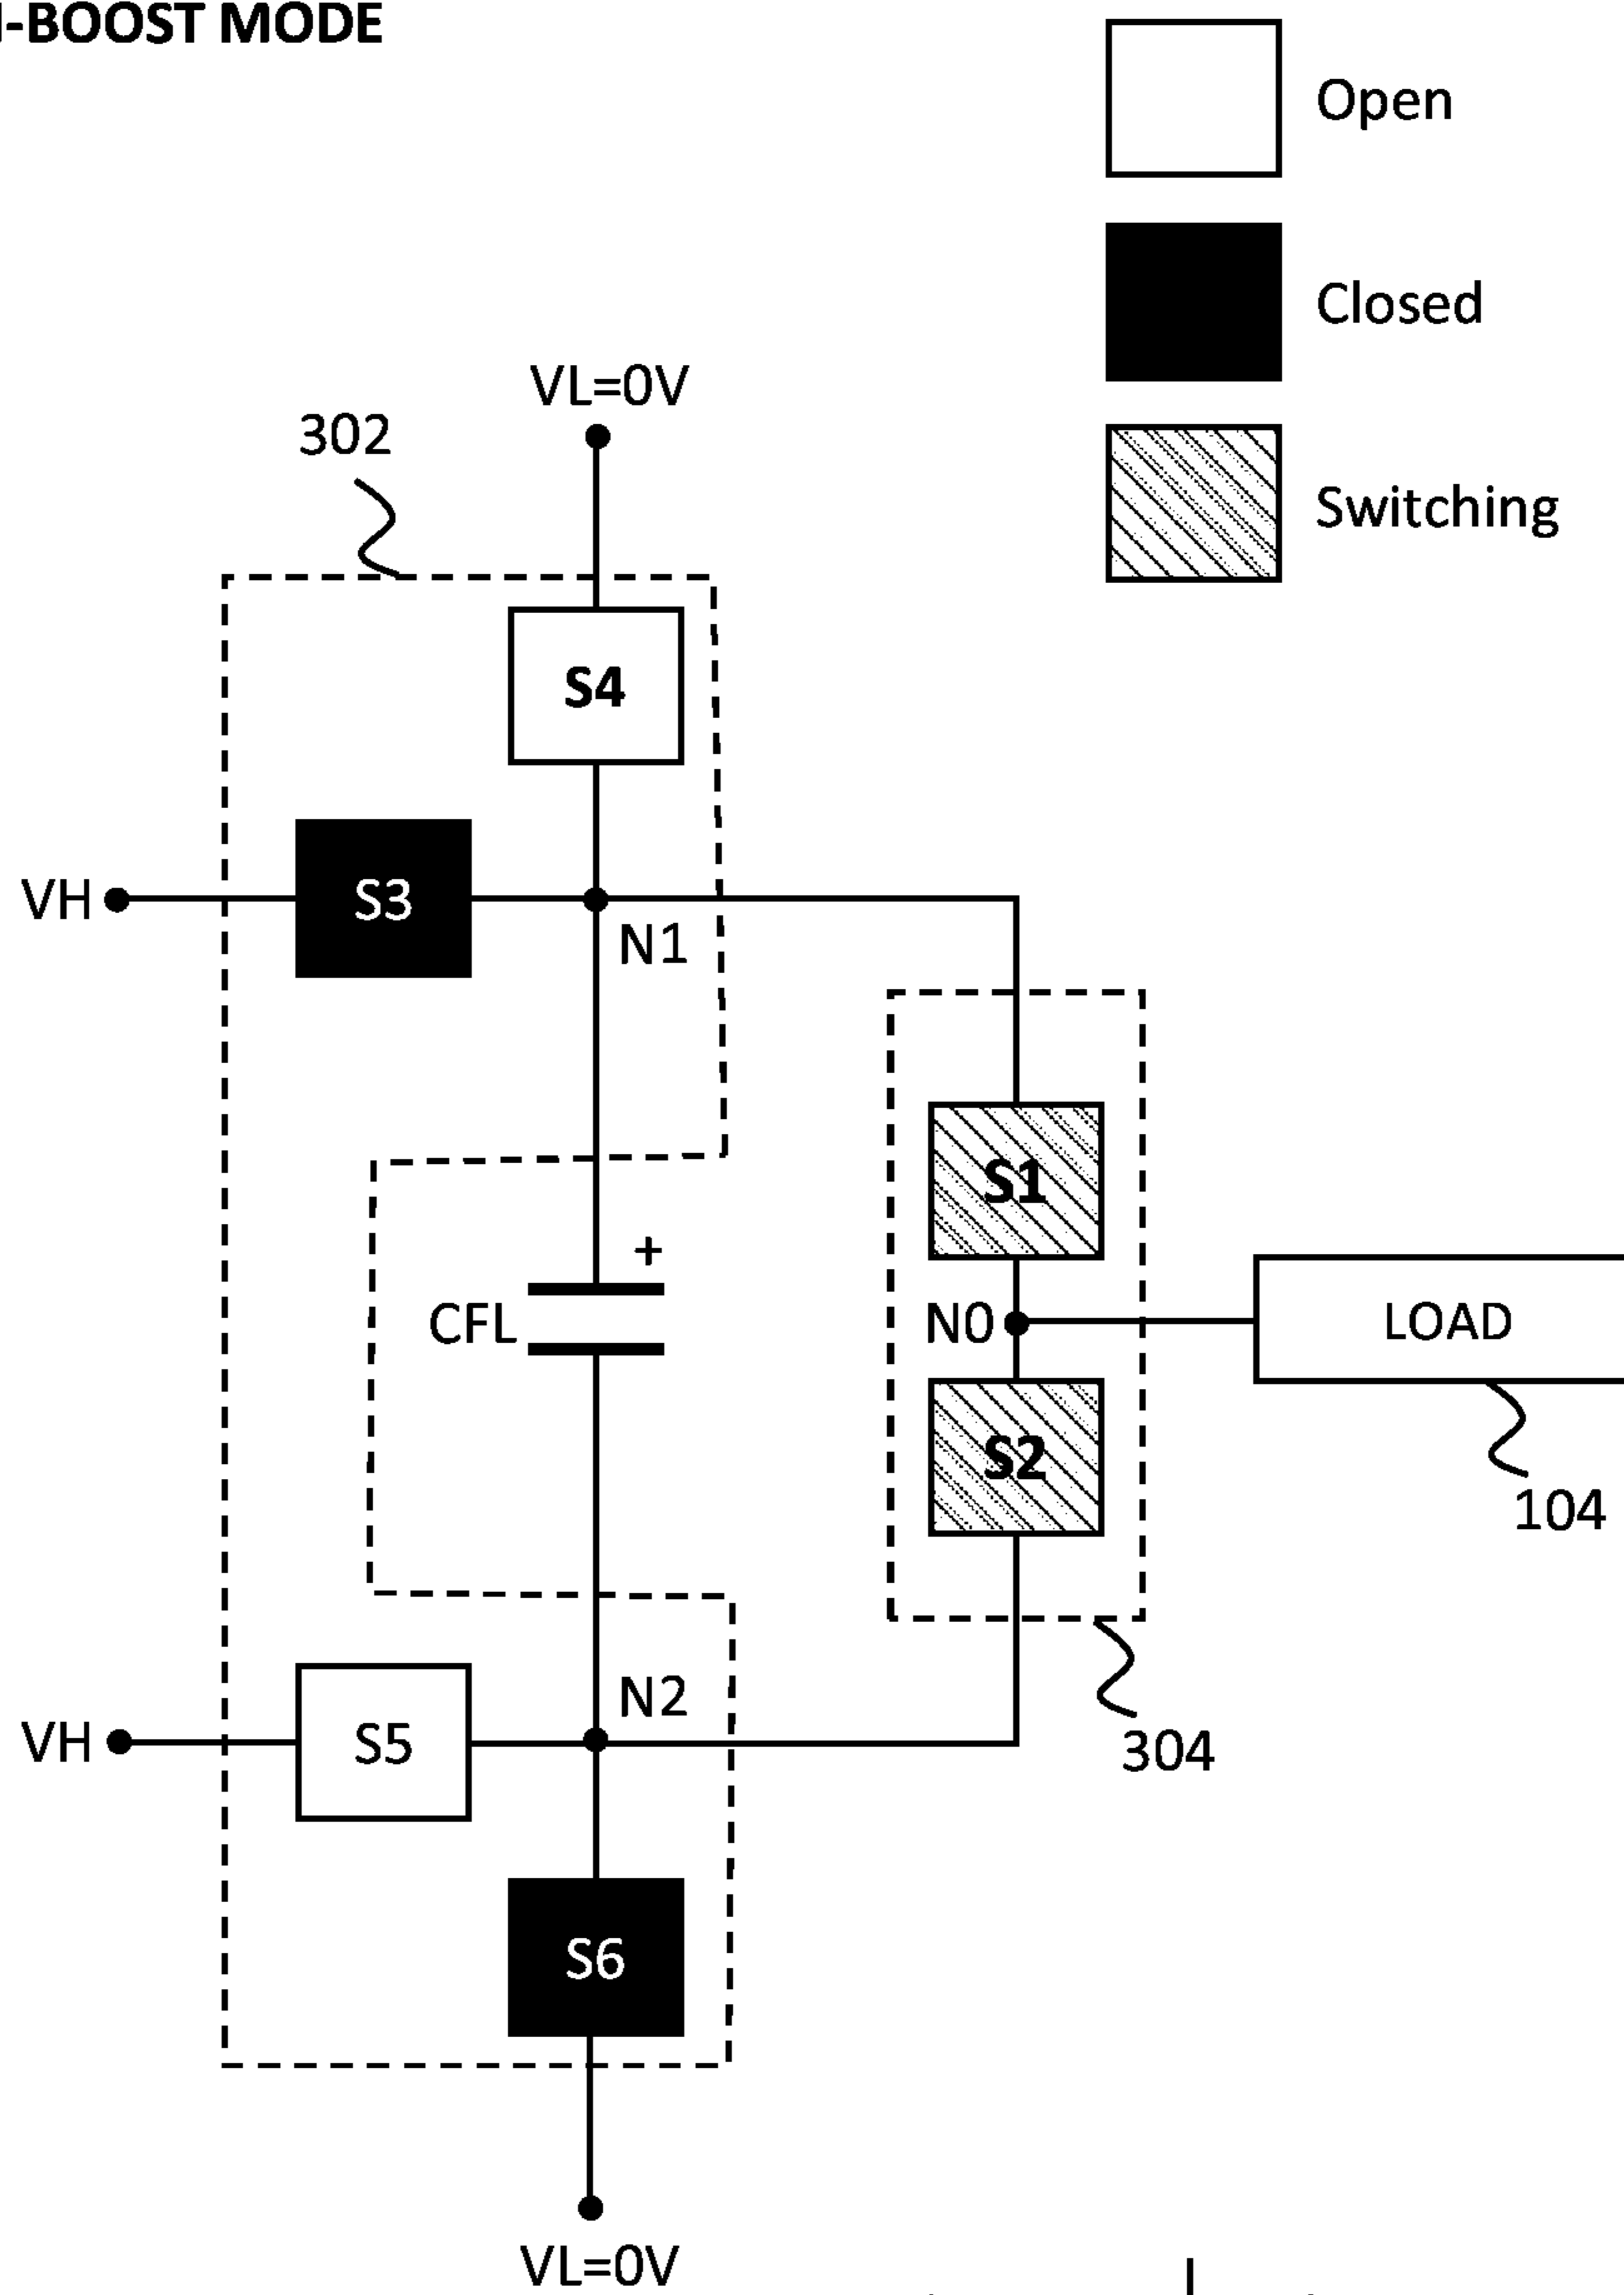 -BOOST MODE
Open
Closed
Switching
VL=0V
302
S4
VH
S3
N1
S1
+
CFL
N0
LOAD
S2
104
N2
VH
S5
304
S6
VL=0V